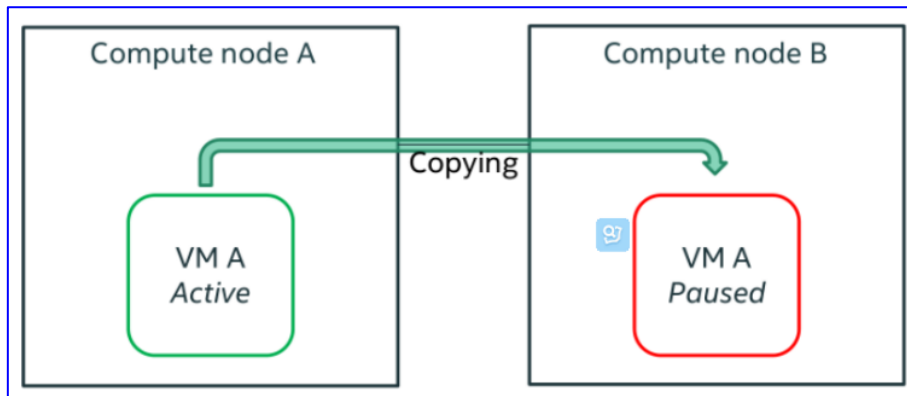 Compute node A
Compute node B
Copying
VM A
Active
VM A
Paused